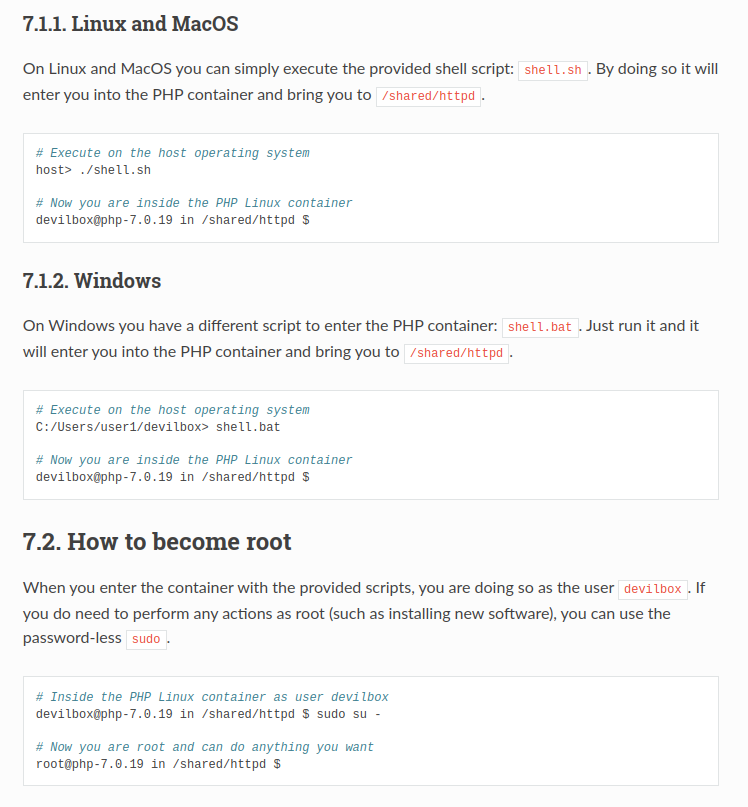 7.1.1. Linux and MacOS
On Linux and MacOS you can simply execute the provided shell script: shell.sh. By doing so it will
enter you into the PHP container and bring you to /shared/httpd.
# Execute on the host operating system
host> ./shell.sh
# Now you are inside the PHP Linux container
devilbox@php-7.0.19 in /shared/httpd $
7.1.2. Windows
On Windows you have a different script to enter the PHP container: shell.bat. Just run it and it
will enter you into the PHP container and bring you to /shared/httpd.
# Execute on the host operating system
C:/Users/user1/devilbox> shell.bat
# Now you are inside the PHP Linux container
devilbox@php-7.0.19 in /shared/httpd $
7.2. How to become root
When you enter the container with the provided scripts, you are doing so as the user devilbox. If
you do need to perform any actions as root (such as installing new software), you can use the
password-less sudo.
# Inside the PHP Linux container as user devilbox
devilbox@php-7.0.19 in /shared/httpd $ sudo su -
# Now you are root and can do anything you want
root@php-7.0.19 in /shared/httpd $